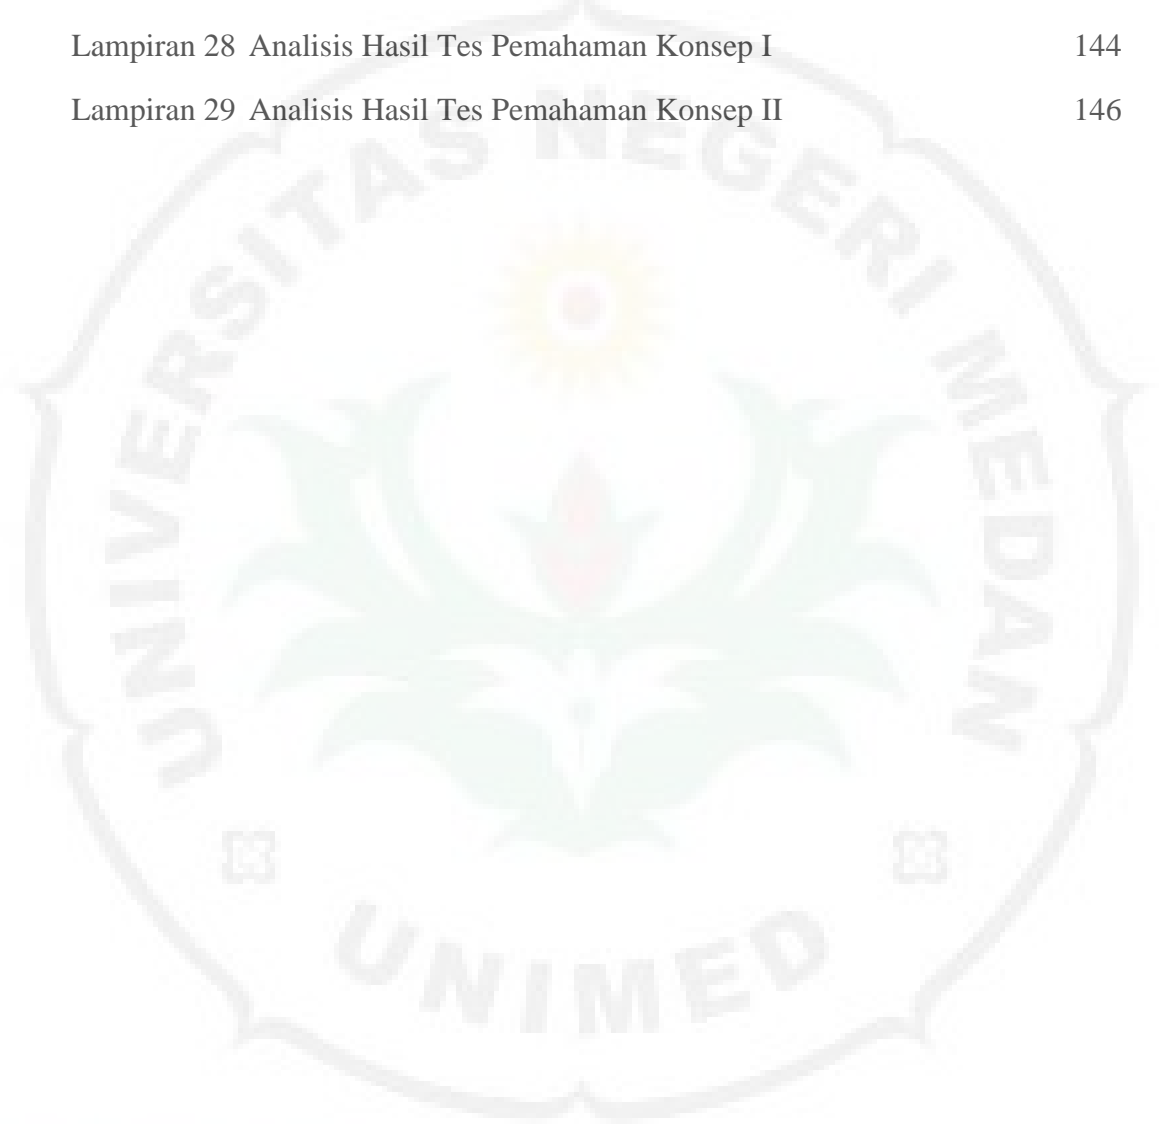 Lampiran 28 Analisis Hasil Tes Pemahaman Konsep I 144
Lampiran 29 Analisis Hasil Tes Pemahaman Konsep II 146
UNIVERSITAS NEGERI MEDAN
UNIMED